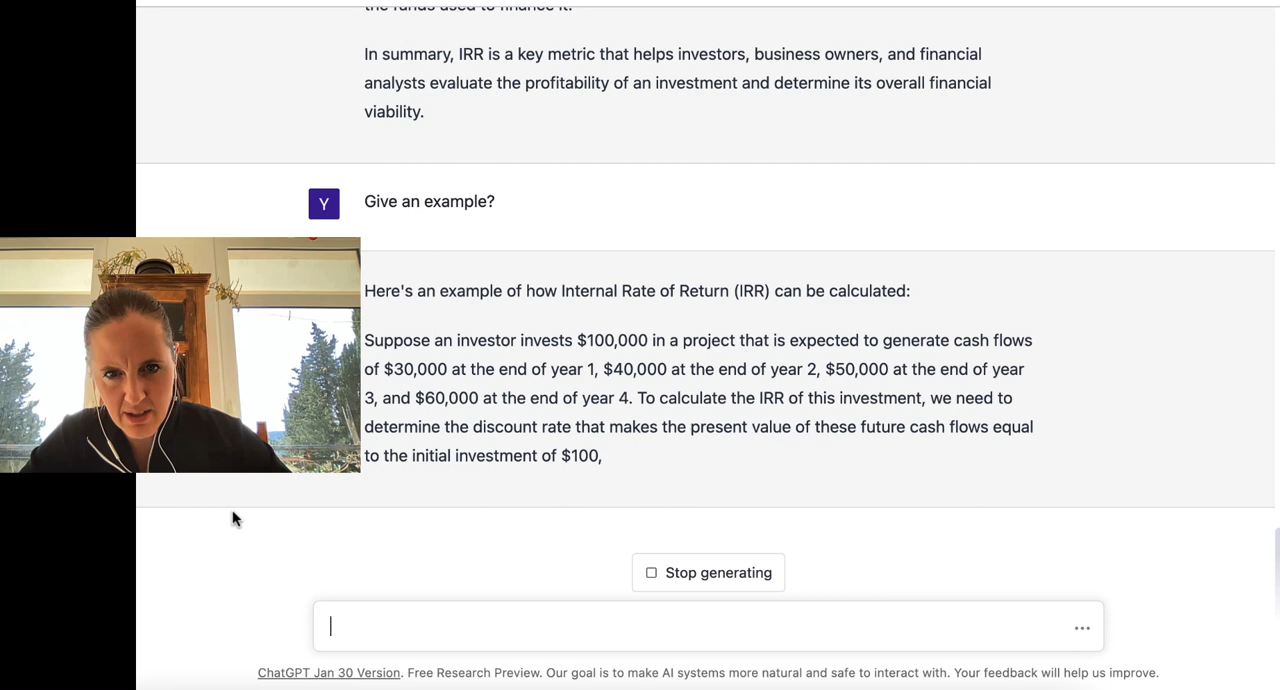 the funds used to finance it.
In summary, IRR is a key metric that helps investors, business owners, and financial
analysts evaluate the profitability of an investment and determine its overall financial
viability.
Y
Give an example?
Here's an example of how Internal Rate of Return (IRR) can be calculated:
Suppose an investor invests $100,000 in a project that is expected to generate cash flows
of $30,000 at the end of year 1, $40,000 at the end of year 2, $50,000 at the end of year
3, and $60,000 at the end of year 4. To calculate the IRR of this investment, we need to
determine the discount rate that makes the present value of these future cash flows equal
to the initial investment of $100,
Stop generating
ChatGPT Jan 30 Version. Free Research Preview. Our goal is to make AI systems more natural and safe to interact with. Your feedback will help us improve.